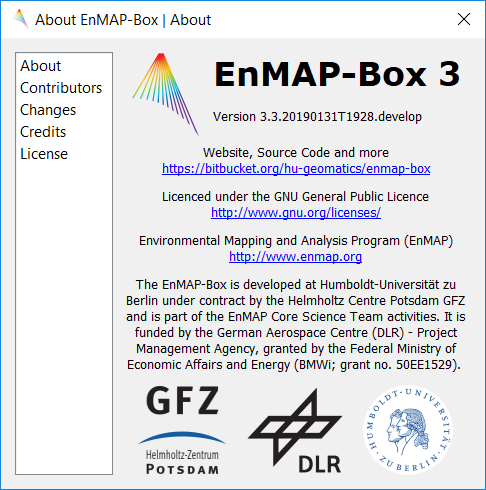 About EnMAP-Box | About
About
Contributors
Changes
Credits
License
EnMAP-Box 3
Version 3.3.20190131T1928.develop
Website, Source Code and more
https://bitbucket.org/hu-geomatics/enmap-box
Licenced under the GNU General Public Licence
http://www.gnu.org/licenses/
Environmental Mapping and Analysis Program (EnMAP)
http://www.enmap.org
The EnMAP-Box is developed at Humboldt-Universität zu
Berlin under contract by the Helmholtz Centre Potsdam GFZ
and is part of the EnMAP Core Science Team activities. It is
funded by the German Aerospace Centre (DLR) - Project
Management Agency, granted by the Federal Ministry of
Economic Affairs and Energy (BMWi; grant no. 50EE1529).
GFZ
Helmholtz-Zentrum
POTSDAM
DLR
HUMBOLDT-UNIVERSITÄT
ZU BERLIN